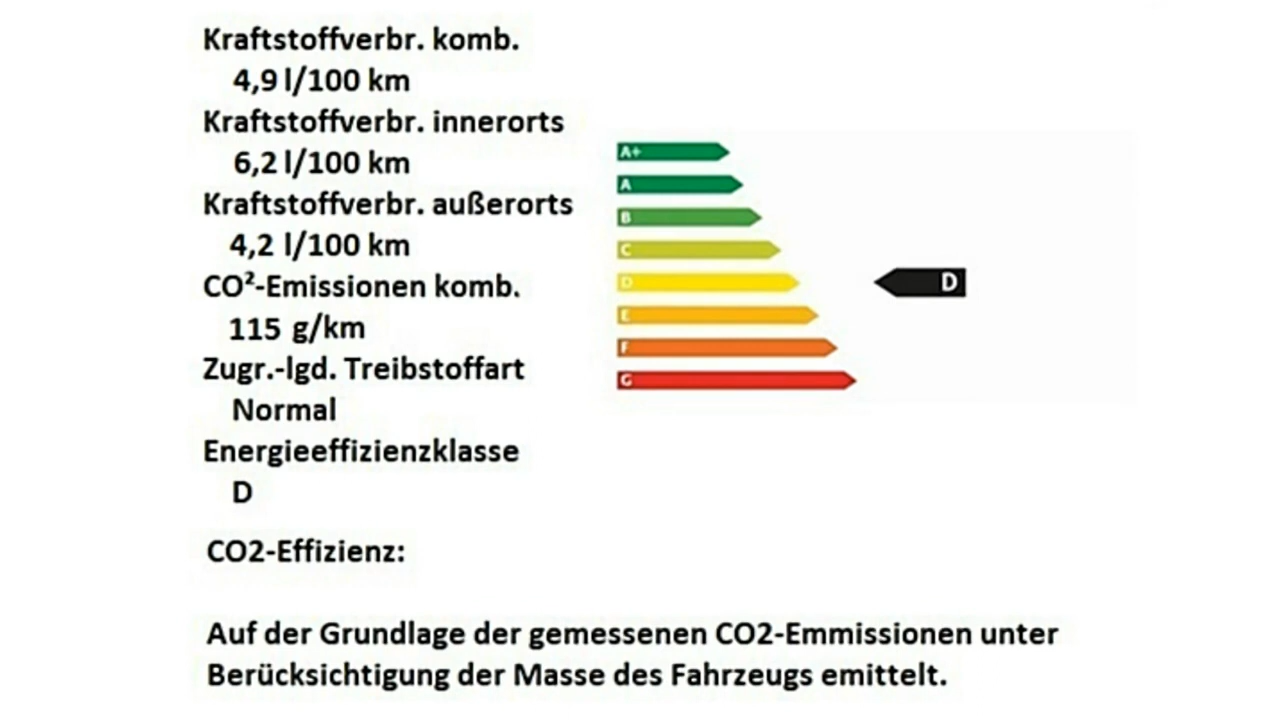 Kraftstoffverbr. komb.
4,9 l/100 km
Kraftstoffverbr. innerorts
6,2 l/100 km
Kraftstoffverbr. außerorts
4,2 l/100 km
CO²-Emissionen komb.
115 g/km
Zugr.-lgd. Treibstoffart
Normal
Energieeffizienzklasse
D
A+
A
B
C
D
D
E
F
G
CO2-Effizienz:
Auf der Grundlage der gemessenen CO2-Emmissionen unter
Berücksichtigung der Masse des Fahrzeugs emittelt.